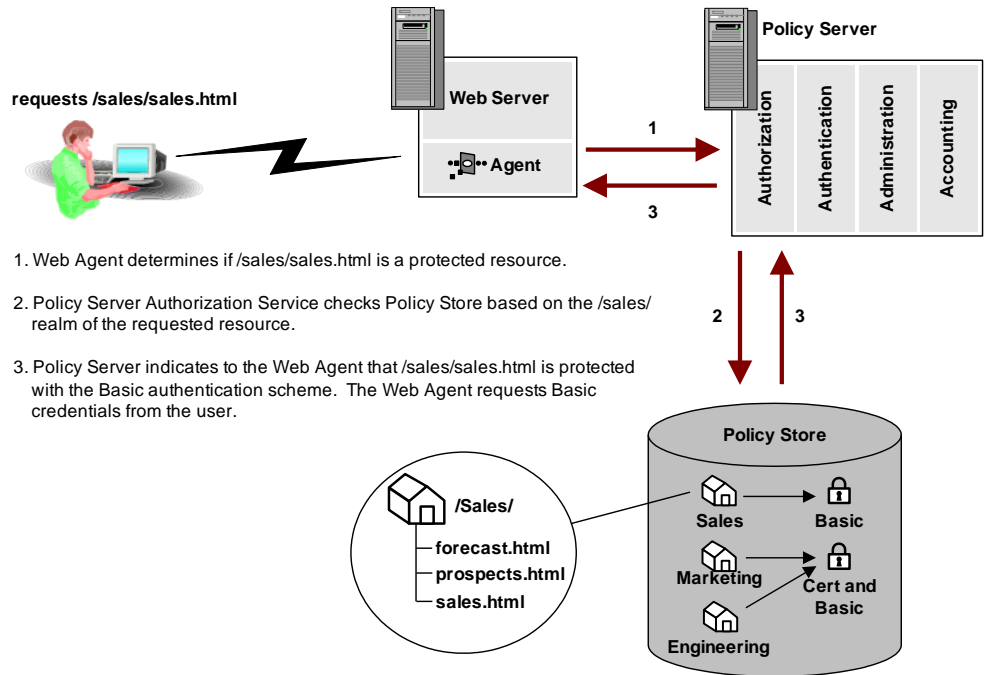 requests /sales/sales.html
Web Server
Agent
Policy Server
Authorization
Authentication
Administration
Accounting
1
3
1. Web Agent determines if /sales/sales.html is a protected resource.
2. Policy Server Authorization Service checks Policy Store based on the /sales/
realm of the requested resource.
3. Policy Server indicates to the Web Agent that /sales/sales.html is protected
with the Basic authentication scheme.  The Web Agent requests Basic
credentials from the user.
2
3
Policy Store
Sales
Basic
Marketing
Cert and
Basic
Engineering
/Sales/
forecast.html
prospects.html
sales.html